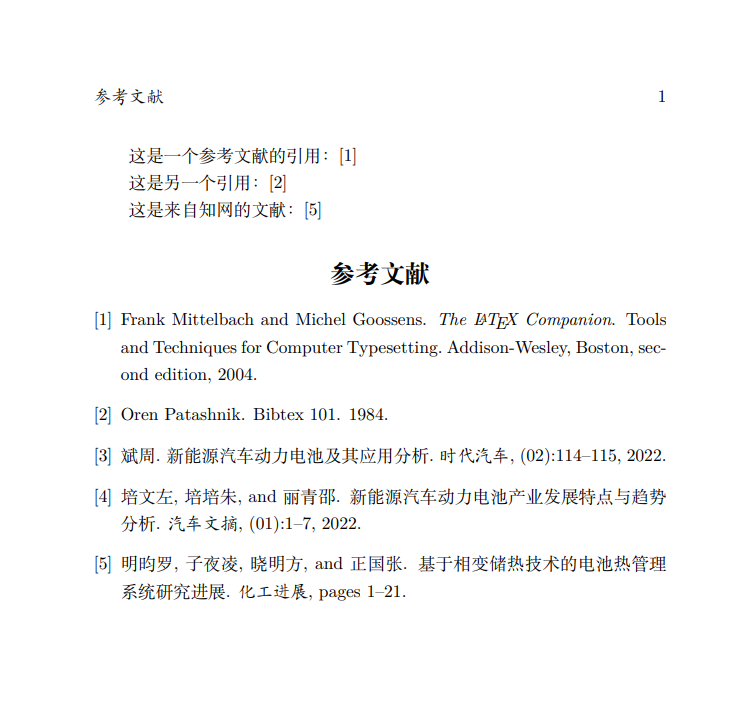 参考文献 1
这是一个参考文献的引用：[1]
这是另一个引用：[2]
这是来自知网的文献：[5]
参考文献
[1] Frank Mittelbach and Michel Goossens. The LATEX Companion. Tools
and Techniques for Computer Typesetting. Addison-Wesley, Boston, sec-
ond edition, 2004.
[2] Oren Patashnik. Bibtex 101. 1984.
[3] 斌周. 新能源汽车动力电池及其应用分析. 时代汽车, (02):114–115, 2022.
[4] 培文左, 培培朱, and 丽青邵. 新能源汽车动力电池产业发展特点与趋势
分析. 汽车文摘, (01):1–7, 2022.
[5] 明昀罗, 子夜凌, 晓明方, and 正国张. 基于相变储热技术的电池热管理
系统研究进展. 化工进展, pages 1–21.